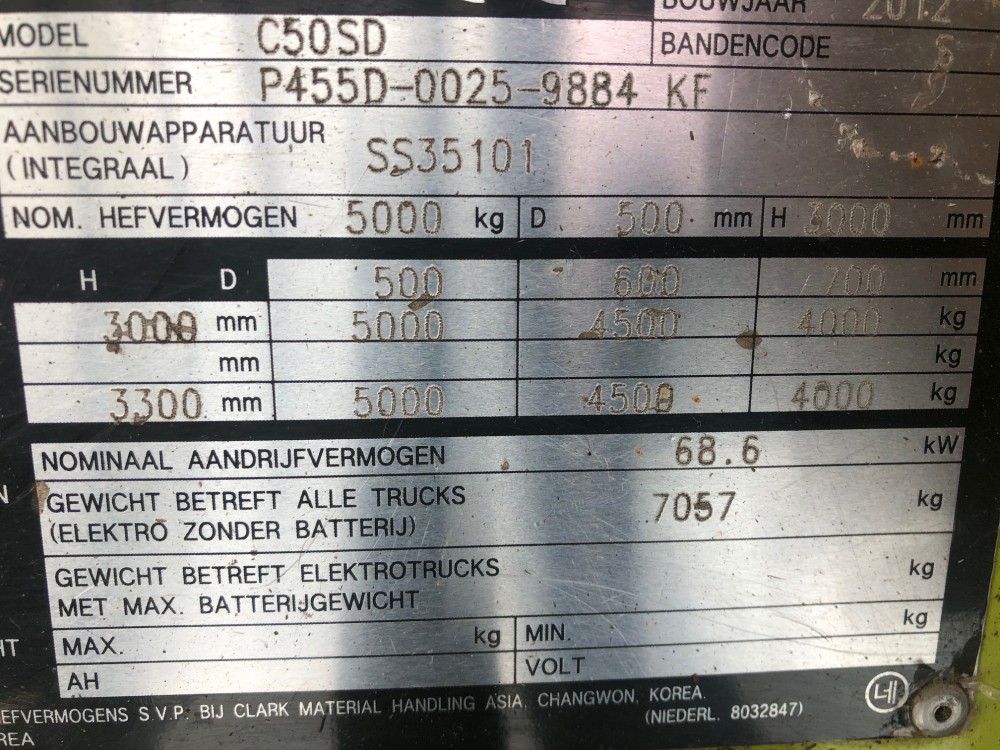 BOUWJAAR 2012
MODEL C50SD BANDENCODE S
SERIENUMMER P455D-0025-9884 KF
AANBOUWAPPARATUUR
(INTEGRAAL) SS35101
NOM. HEFVERMOGEN 5000 kg D 500 mm H 3000 mm
H D 500 600 700 mm
3000 mm 5000 4500 4000 kg
mm kg
3300 mm 5000 4500 4000 kg
NOMINAAL AANDRIJFVERMOGEN 68.6 kW
GEWICHT BETREFT ALLE TRUCKS 7057 kg
(ELEKTRO ZONDER BATTERIJ)
GEWICHT BETREFT ELEKTROTRUCKS kg
MET MAX. BATTERIJGEWICHT
MAX. kg MIN. kg
AH VOLT
EFVERMOGENS S.V.P. BIJ CLARK MATERIAL HANDLING ASIA, CHANGWON, KOREA.
REA (NIEDERL. 8032847)
네